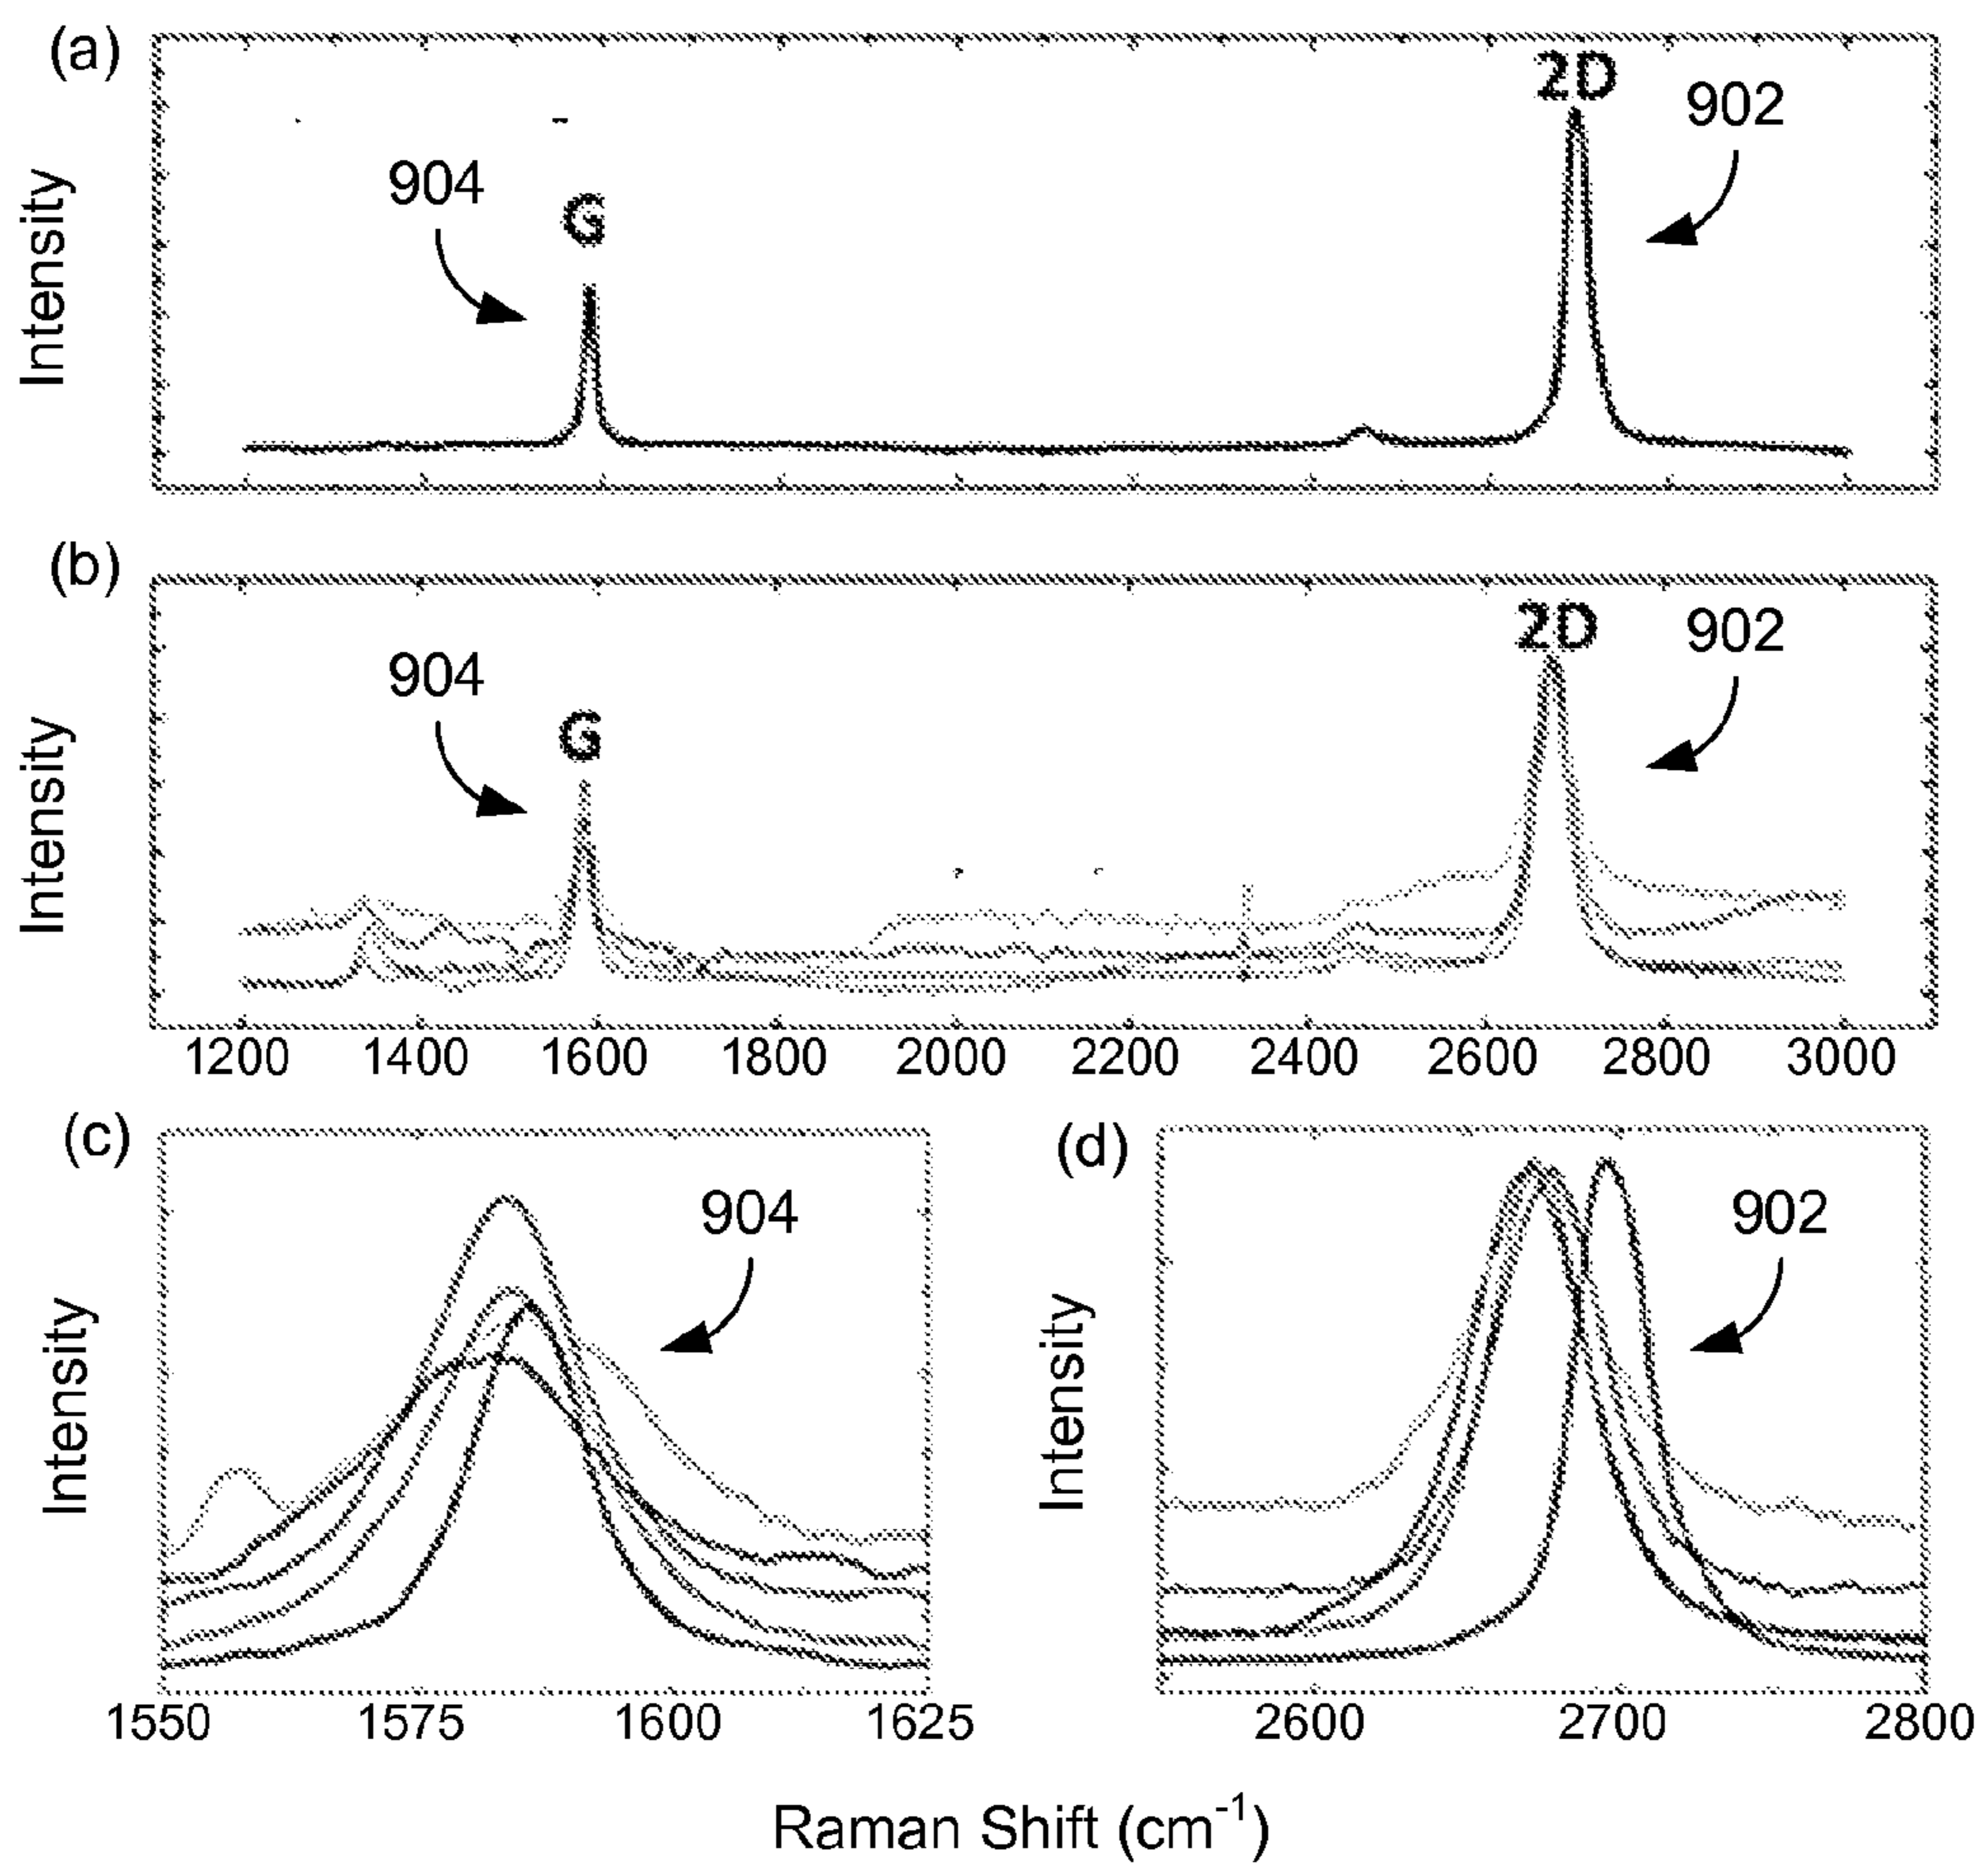 (a)
2D
902
904
G
Intensity
(b)
2D
902
904
G
Intensity
1200 1400 1600 1800 2000 2200 2400 2600 2800 3000
(c)
904
Intensity
1550 1575 1600 1625
(d)
902
Intensity
2600 2700 2800
Raman Shift (cm⁻¹)